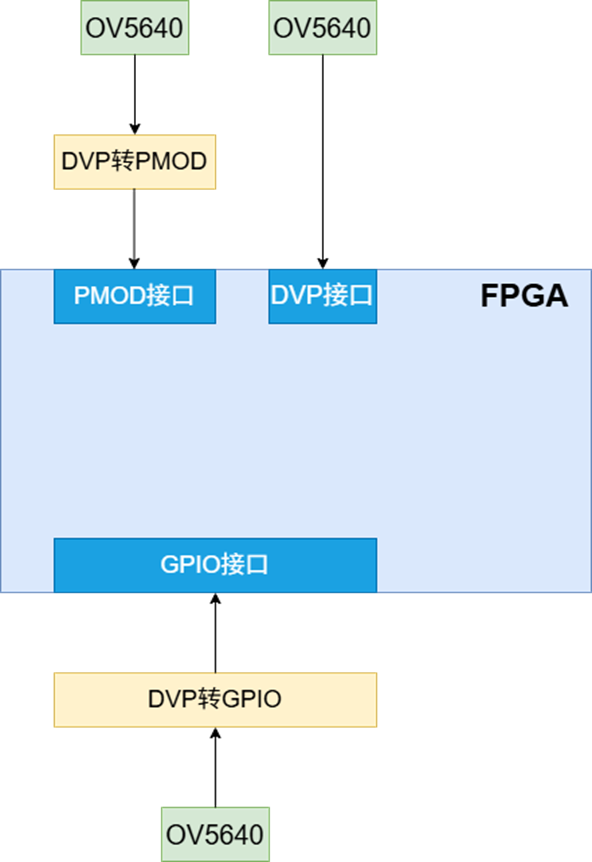 OV5640
OV5640
DVP转PMOD
PMOD接口
DVP接口
FPGA
GPIO接口
DVP转GPIO
OV5640